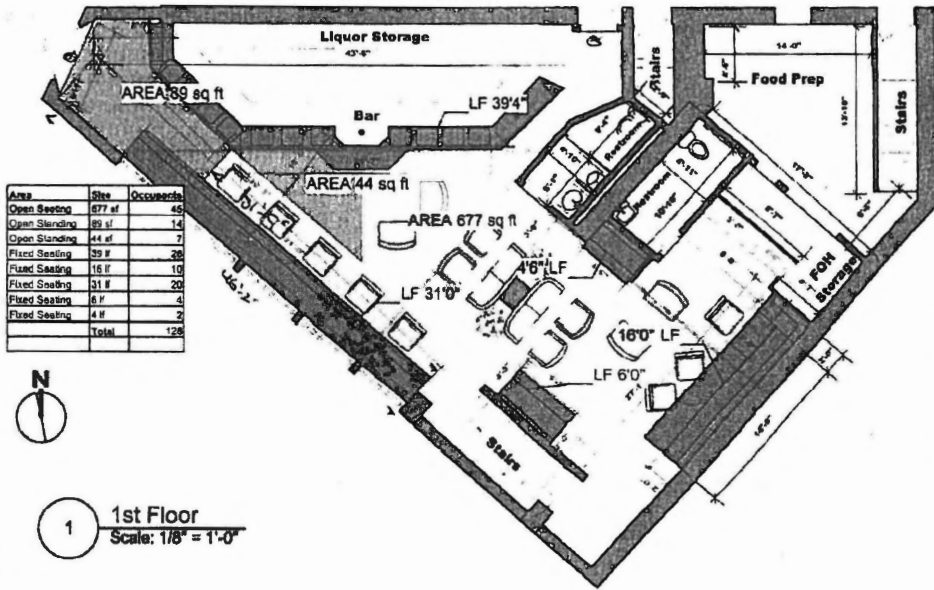 Liquor Storage
43'-6"
Stairs
14'-0"
Food Prep
AREA 89 sq ft
LF 39'4"
Bar
Stairs
13'-10"
Restroom
AREA 44 sq ft
Restroom
10'-10"
Area Size Occupants
Open Seating 677 sf 45
Open Standing 89 sf 14
Open Standing 44 sf 7
Fixed Seating 39 lf 26
Fixed Seating 16 lf 10
Fixed Seating 31 lf 20
Fixed Seating 6 lf 4
Fixed Seating 4 lf 2
Total 128
AREA 677 sq ft
4'6" LF
FOH
Storage
LF 31'0"
16'0" LF
LF 6'0"
Stairs
N
1
1st Floor
Scale: 1/8" = 1'-0"